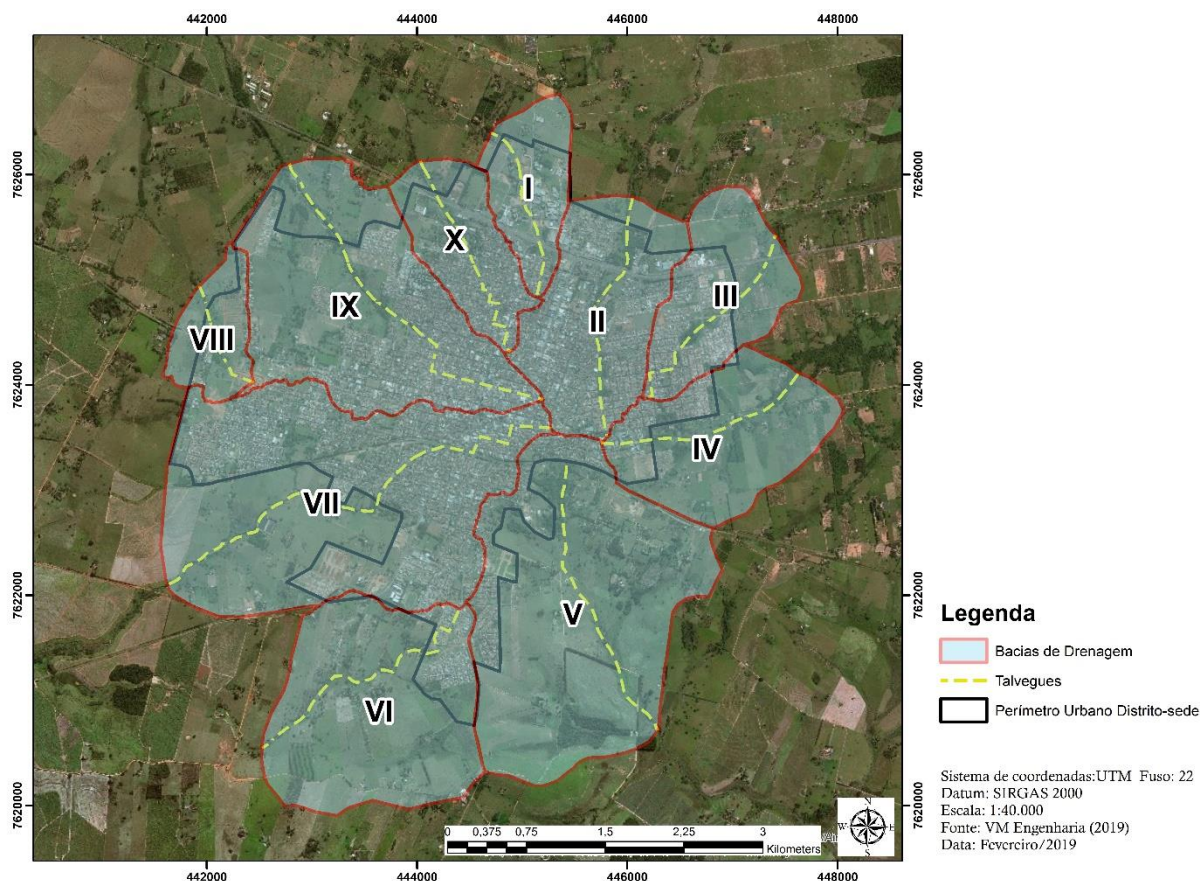 442000 444000 446000 448000
7626000 7626000
7624000 7624000
7622000 7622000
7620000 7620000
I
X
II
III
IX
VIII
IV
VII
V
VI
Legenda
Bacias de Drenagem
Talvegues
Perímetro Urbano Distrito-sede
Sistema de coordenadas:UTM Fuso: 22
Datum: SIRGAS 2000
Escala: 1:40.000
Fonte: VM Engenharia (2019)
Data: Fevereiro/2019
N
W E
S
0 0,375 0,75 1,5 2,25 3
Kilometers
442000 444000 446000 448000